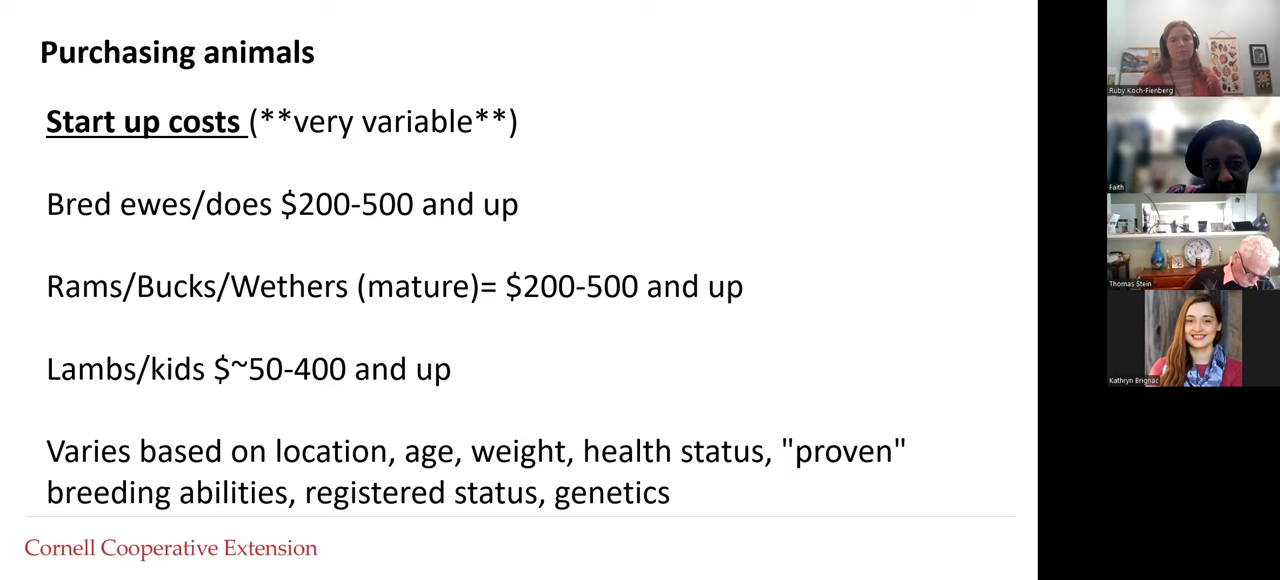 Purchasing animals
Start up costs (**very variable**)
Bred ewes/does $200-500 and up
Rams/Bucks/Wethers (mature)= $200-500 and up
Lambs/kids $~50-400 and up
Varies based on location, age, weight, health status, "proven"
breeding abilities, registered status, genetics
Cornell Cooperative Extension
Ruby Koch-Fienberg
Faith
Thomas Stein
Kathryn Brignac